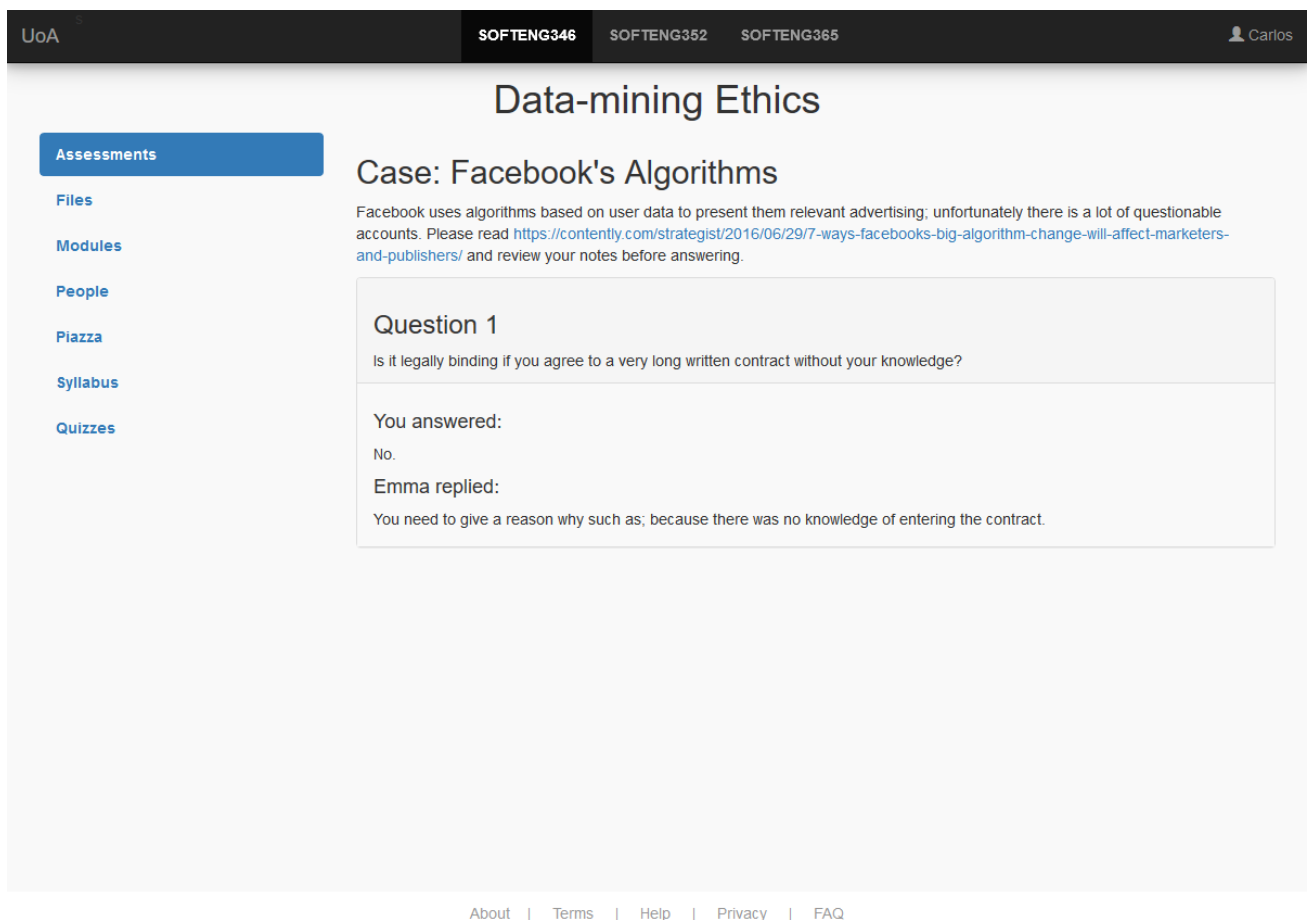 UoA s SOFTENG346 SOFTENG352 SOFTENG365 Carlos
Data-mining Ethics
Assessments
Files
Modules
People
Piazza
Syllabus
Quizzes
Case: Facebook's Algorithms
Facebook uses algorithms based on user data to present them relevant advertising; unfortunately there is a lot of questionable
accounts. Please read https://contently.com/strategist/2016/06/29/7-ways-facebooks-big-algorithm-change-will-affect-marketers-
and-publishers/ and review your notes before answering.
Question 1
Is it legally binding if you agree to a very long written contract without your knowledge?
You answered:
No.
Emma replied:
You need to give a reason why such as; because there was no knowledge of entering the contract.
About | Terms | Help | Privacy | FAQ